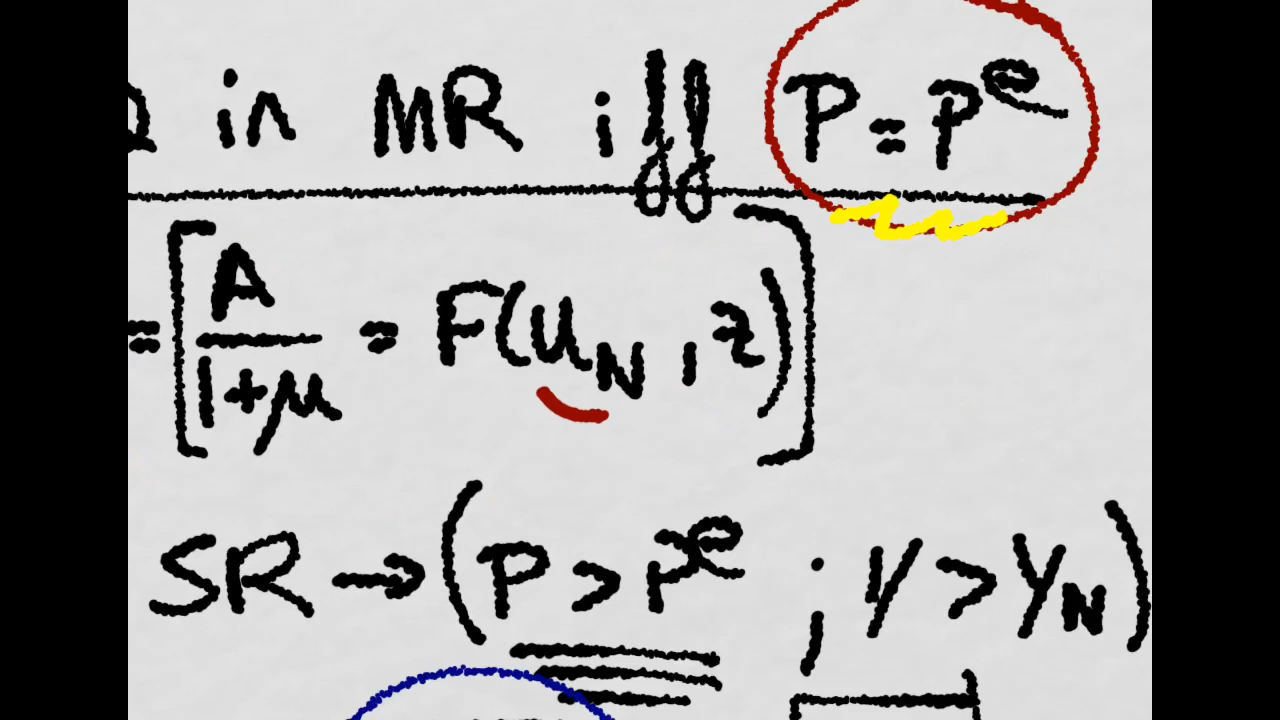 in MR iff P = Pᵉ
= [A / 1+μ = F(u_N, z)]
SR → (P > Pᵉ ; Y > Y_N)